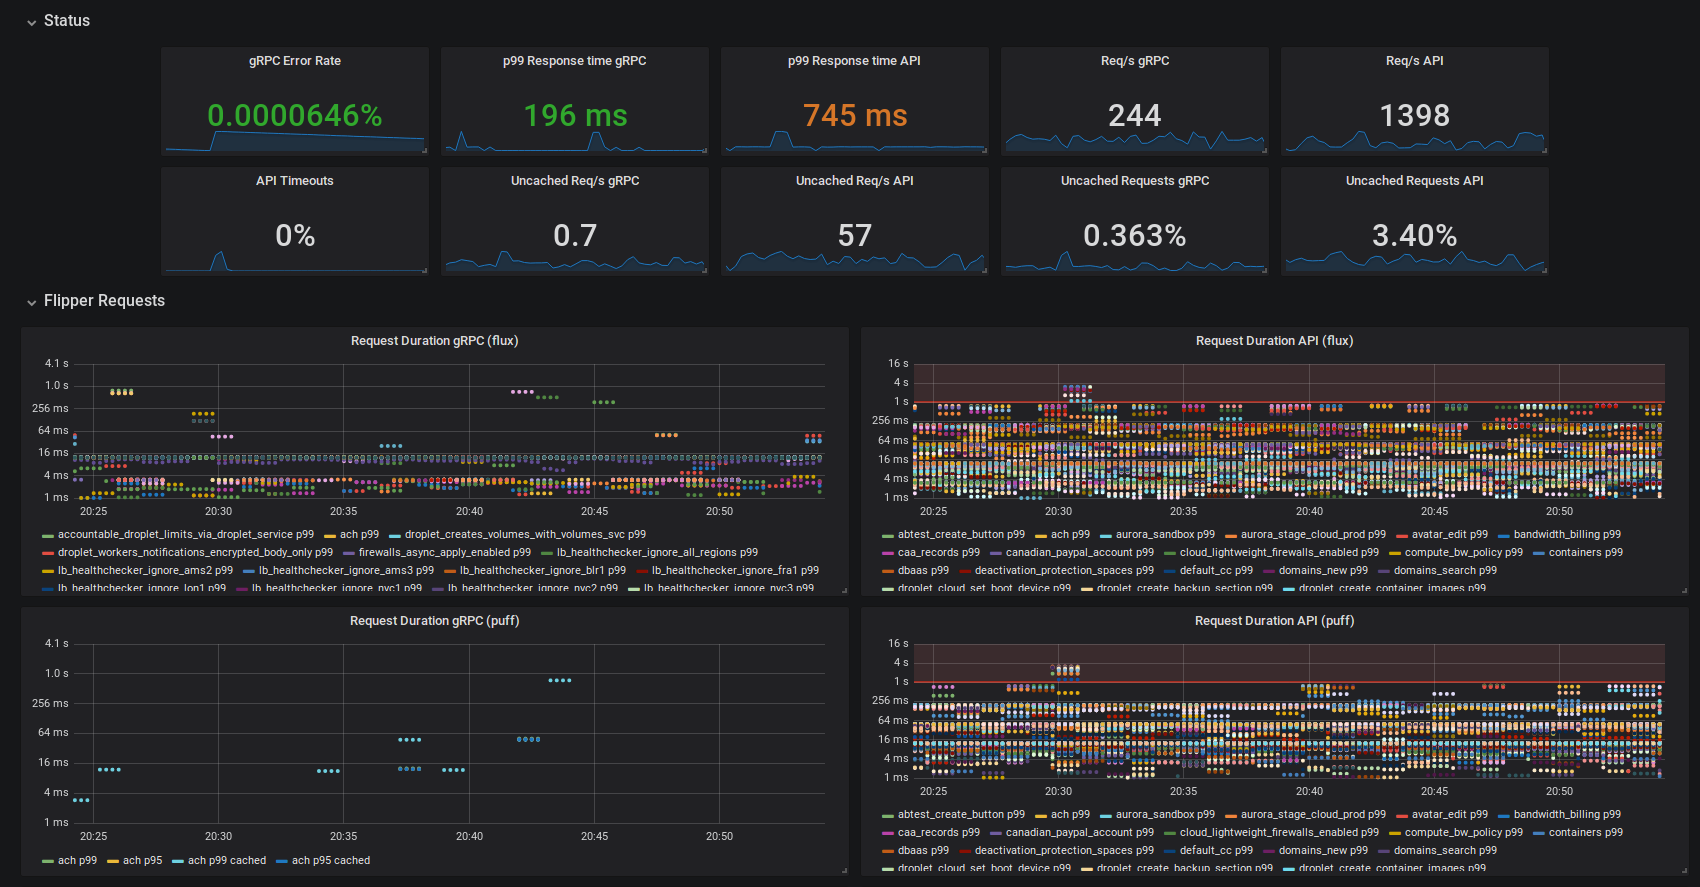 Status
gRPC Error Rate
p99 Response time gRPC
p99 Response time API
Req/s gRPC
Req/s API
0.0000646%
196 ms
745 ms
244
1398
API Timeouts
Uncached Req/s gRPC
Uncached Req/s API
Uncached Requests gRPC
Uncached Requests API
0%
0.7
57
0.363%
3.40%
Flipper Requests
Request Duration gRPC (flux)
4.1 s
1.0 s
256 ms
64 ms
16 ms
4 ms
1 ms
20:25 20:30 20:35 20:40 20:45 20:50
accountable_droplet_limits_via_droplet_service p99 ach p99 droplet_creates_volumes_with_volumes_svc p99
droplet_workers_notifications_encrypted_body_only p99 firewalls_async_apply_enabled p99 lb_healthchecker_ignore_all_regions p99
lb_healthchecker_ignore_ams2 p99 lb_healthchecker_ignore_ams3 p99 lb_healthchecker_ignore_blr1 p99 lb_healthchecker_ignore_fra1 p99
lb_healthchecker_ignore_lon1 p99 lb_healthchecker_ignore_nyc1 p99 lb_healthchecker_ignore_nyc2 p99 lb_healthchecker_ignore_nyc3 p99
Request Duration API (flux)
16 s
4 s
1 s
256 ms
64 ms
16 ms
4 ms
1 ms
20:25 20:30 20:35 20:40 20:45 20:50
abtest_create_button p99 ach p99 aurora_sandbox p99 aurora_stage_cloud_prod p99 avatar_edit p99 bandwidth_billing p99
caa_records p99 canadian_paypal_account p99 cloud_lightweight_firewalls_enabled p99 compute_bw_policy p99 containers p99
dbaas p99 deactivation_protection_spaces p99 default_cc p99 domains_new p99 domains_search p99
droplet_cloud_set_boot_device p99 droplet_create_backup_section p99 droplet_create_container_images p99
Request Duration gRPC (puff)
4.1 s
1.0 s
256 ms
64 ms
16 ms
4 ms
1 ms
20:25 20:30 20:35 20:40 20:45 20:50
ach p99 ach p95 ach p99 cached ach p95 cached
Request Duration API (puff)
16 s
4 s
1 s
256 ms
64 ms
16 ms
4 ms
1 ms
20:25 20:30 20:35 20:40 20:45 20:50
abtest_create_button p99 ach p99 aurora_sandbox p99 aurora_stage_cloud_prod p99 avatar_edit p99 bandwidth_billing p99
caa_records p99 canadian_paypal_account p99 cloud_lightweight_firewalls_enabled p99 compute_bw_policy p99 containers p99
dbaas p99 deactivation_protection_spaces p99 default_cc p99 domains_new p99 domains_search p99
droplet_cloud_set_boot_device p99 droplet_create_backup_section p99 droplet_create_container_images p99